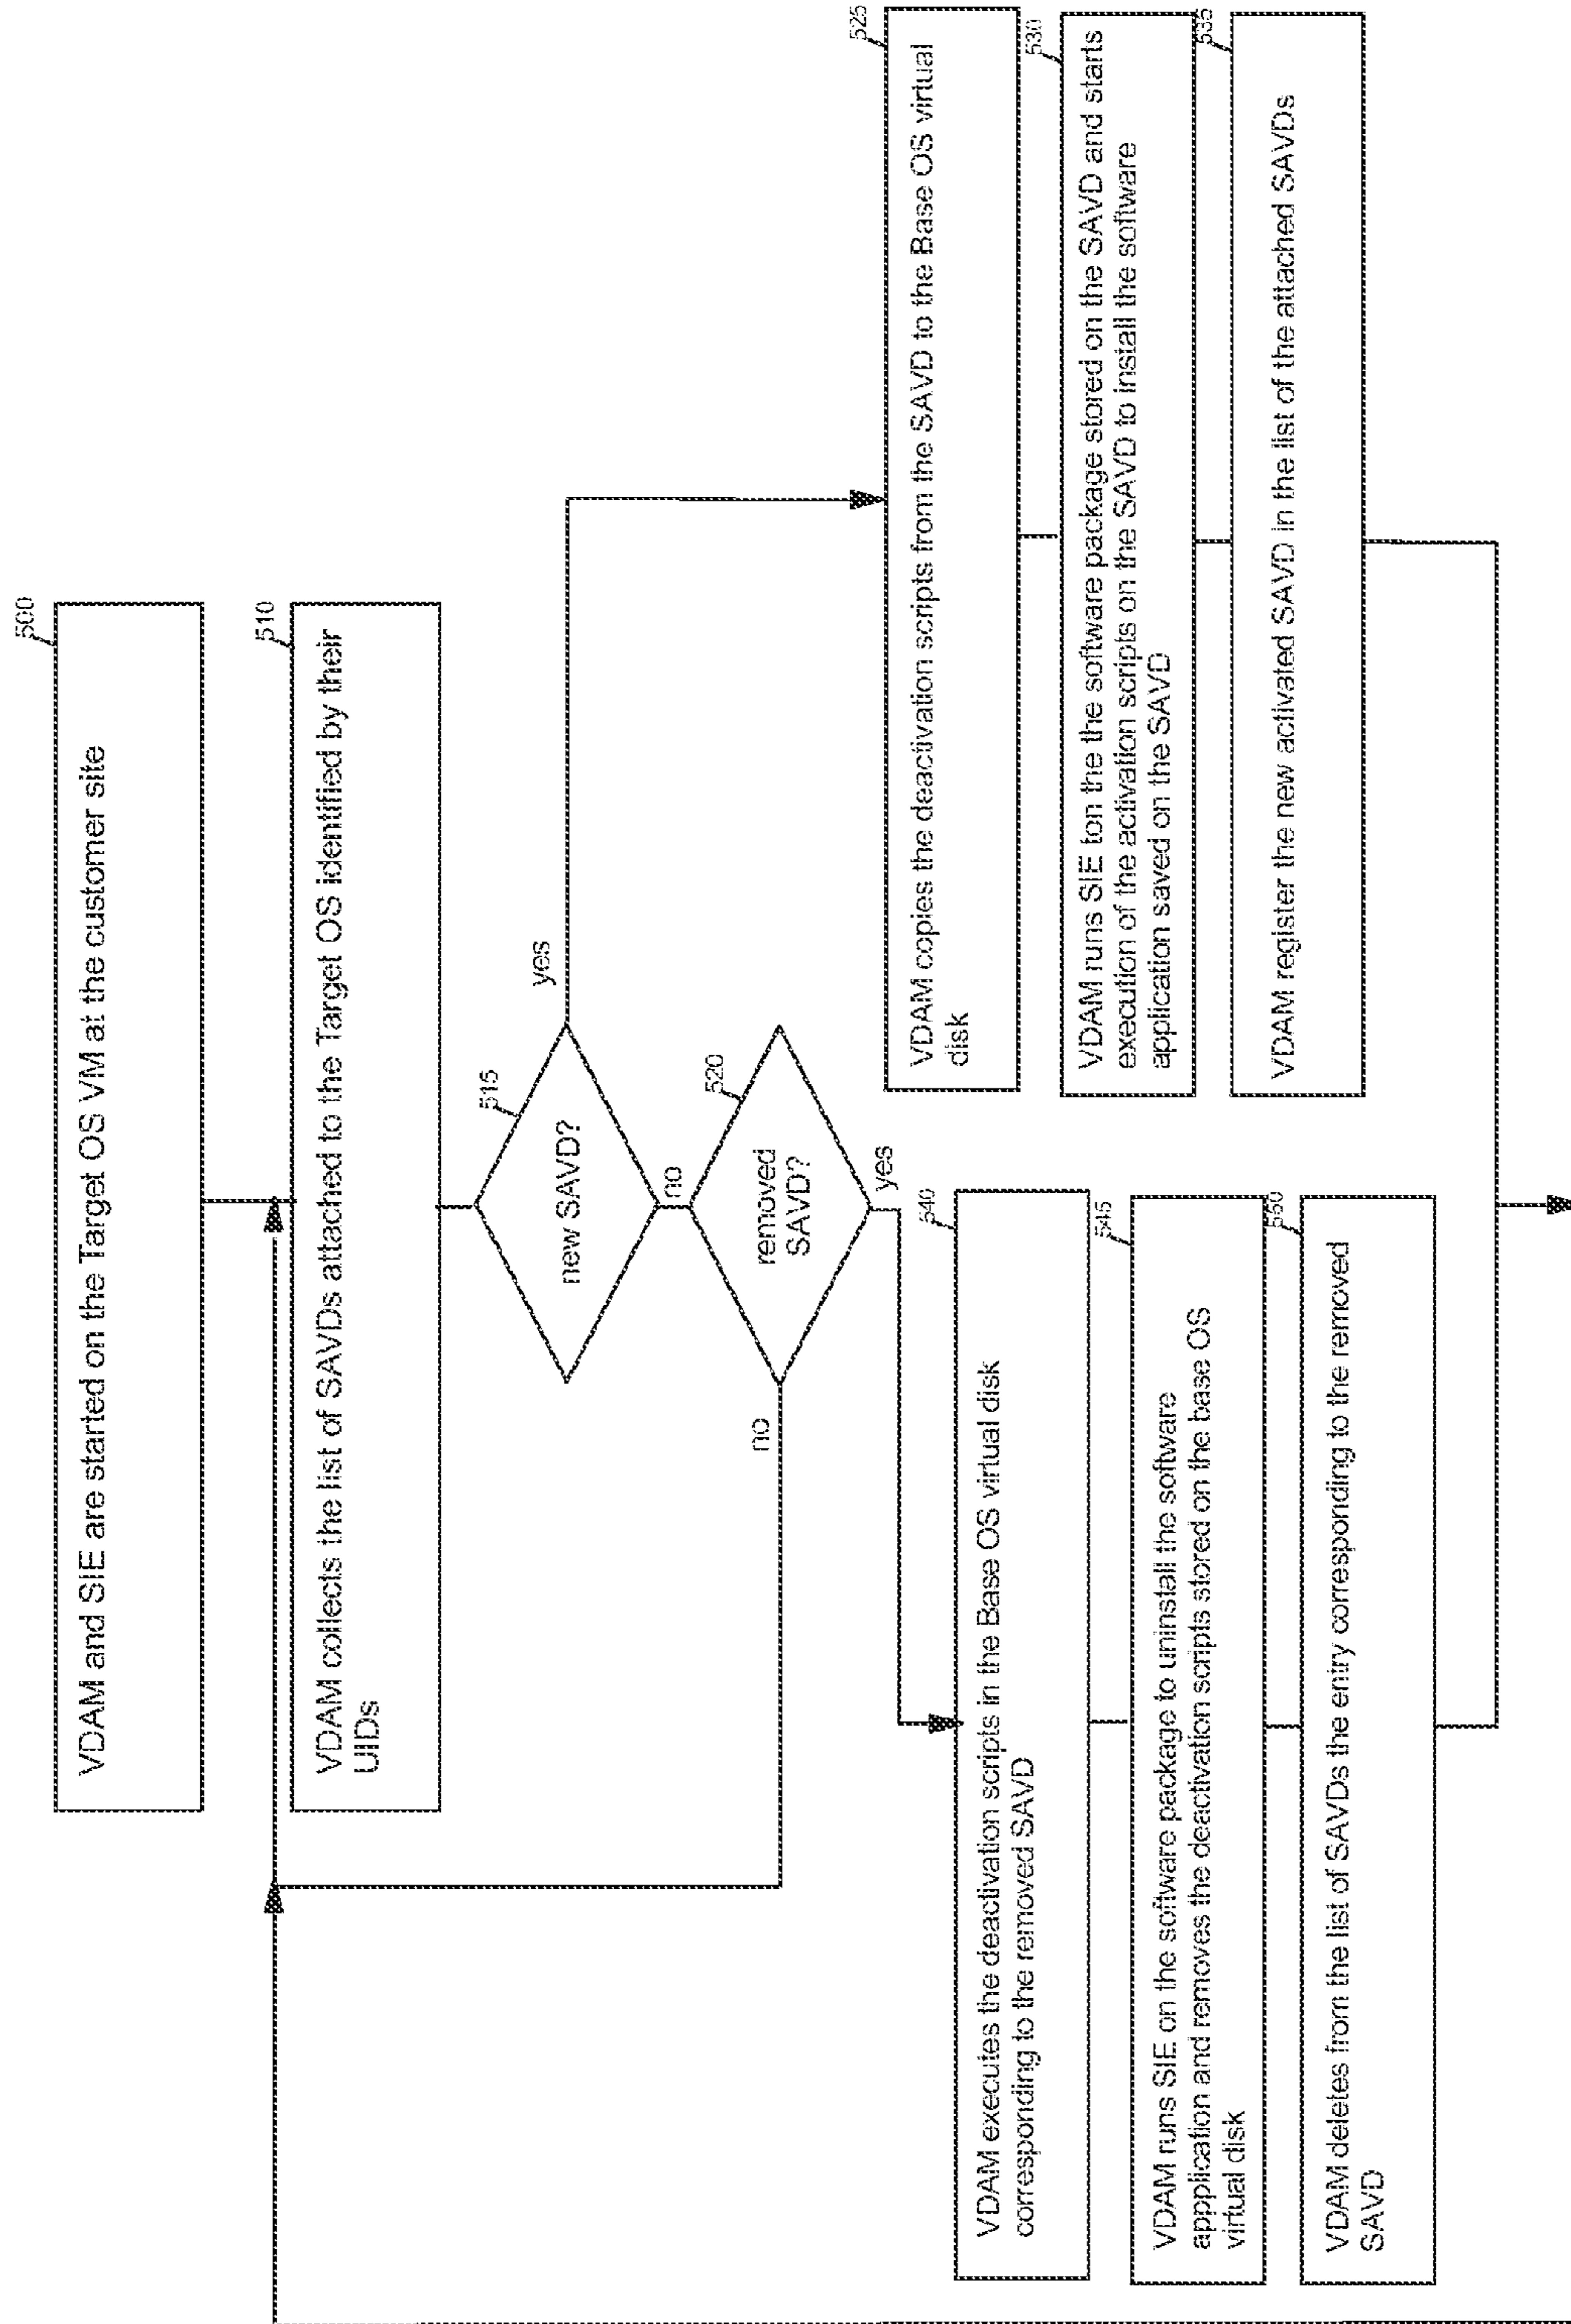 500
VDAM and SIE are started on the Target OS VM at the customer site
510
VDAM collects the list of SAVDs attached to the Target OS identified by their
UIDs
515
new SAVD?
yes
no
520
removed
SAVD?
yes
no
525
VDAM copies the deactivation scripts from the SAVD to the Base OS virtual
disk
530
VDAM runs SIE ton the the software package stored on the SAVD and starts
execution of the activation scripts on the SAVD to install the software
application saved on the SAVD
535
VDAM register the new activated SAVD in the list of the attached SAVDs
540
VDAM executes the deactivation scripts in the Base OS virtual disk
corresponding to the removed SAVD
545
VDAM runs SIE on the software package to uninstall the software
appplication and removes the deactivation scripts stored on the base OS
virtual disk
550
VDAM deletes from the list of SAVDs the entry corresponding to the removed
SAVD